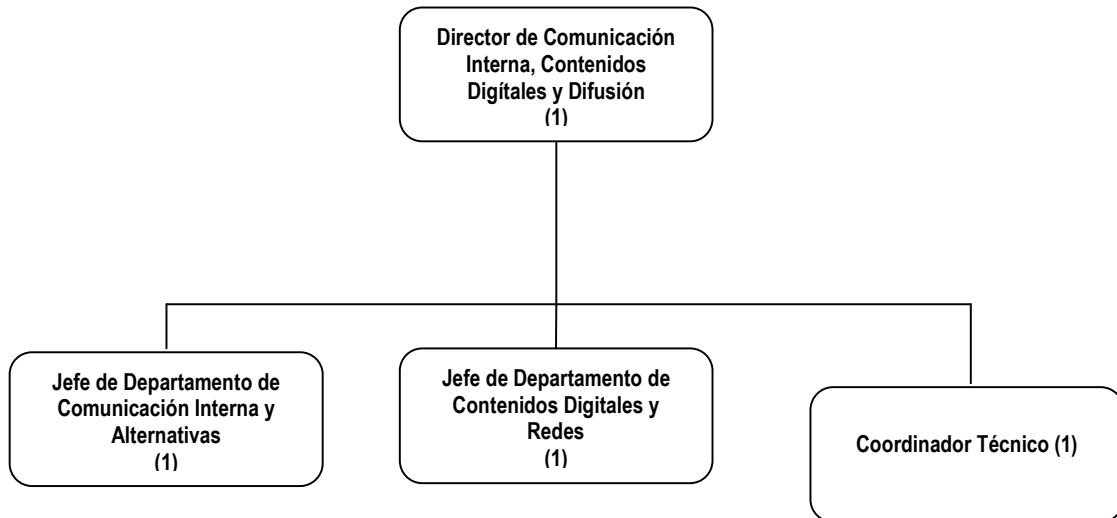 Director de Comunicación
Interna, Contenidos
Digítales y Difusión
(1)
Jefe de Departamento de
Comunicación Interna y
Alternativas
(1)
Jefe de Departamento de
Contenidos Digitales y
Redes
(1)
Coordinador Técnico (1)